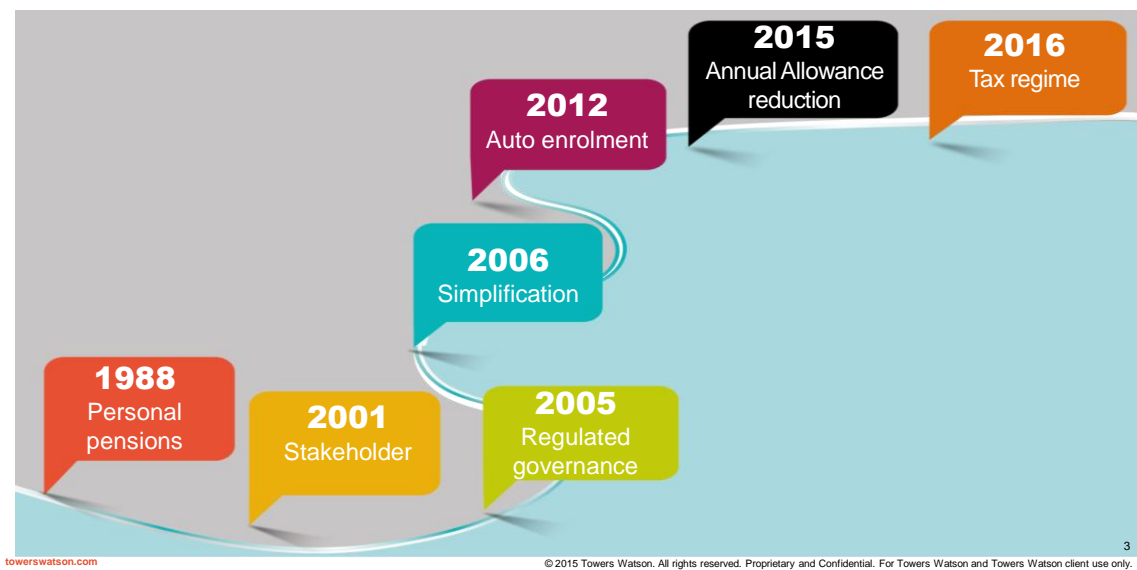 1988
Personal
pensions
2001
Stakeholder
2005
Regulated
governance
2006
Simplification
2012
Auto enrolment
2015
Annual Allowance
reduction
2016
Tax regime
3
towerswatson.com
© 2015 Towers Watson. All rights reserved. Proprietary and Confidential. For Towers Watson and Towers Watson client use only.